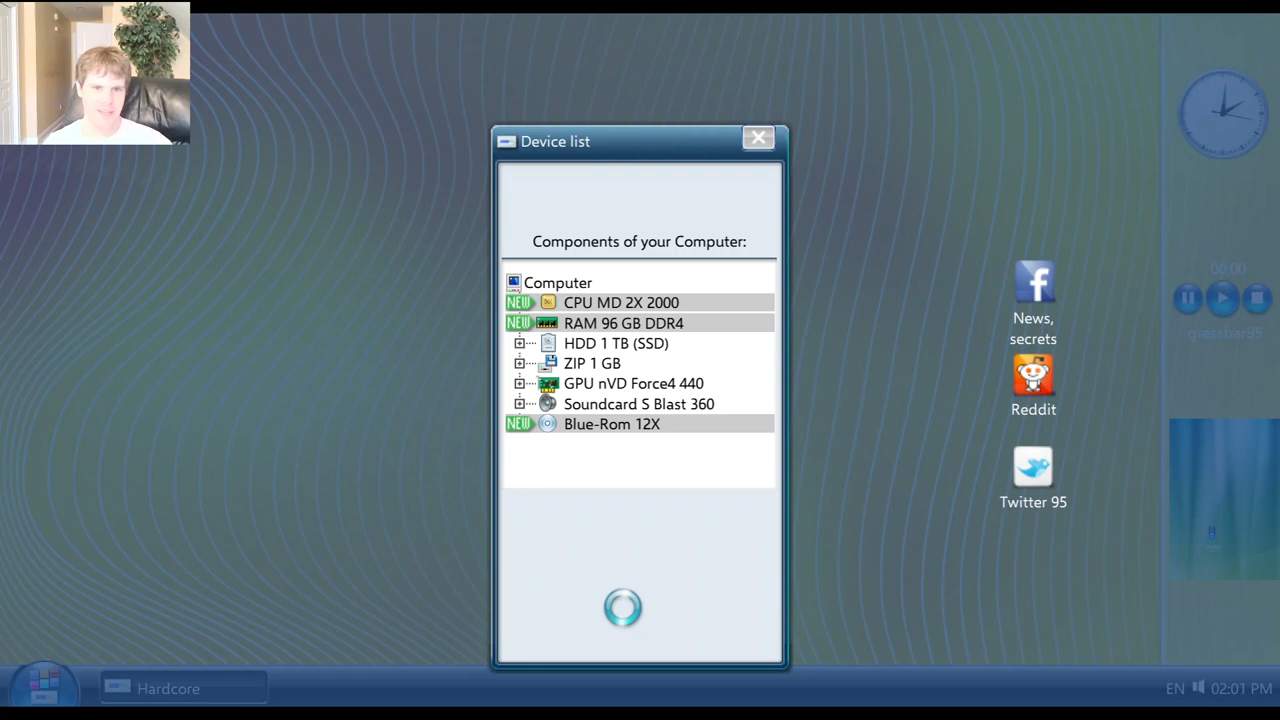 Device list
Components of your Computer:
Computer
NEW CPU MD 2X 2000
NEW RAM 96 GB DDR4
HDD 1 TB (SSD)
ZIP 1 GB
GPU nVD Force4 440
Soundcard S Blast 360
NEW Blue-Rom 12X
News,
secrets
Reddit
Twitter 95
Hardcore
EN 02:01 PM